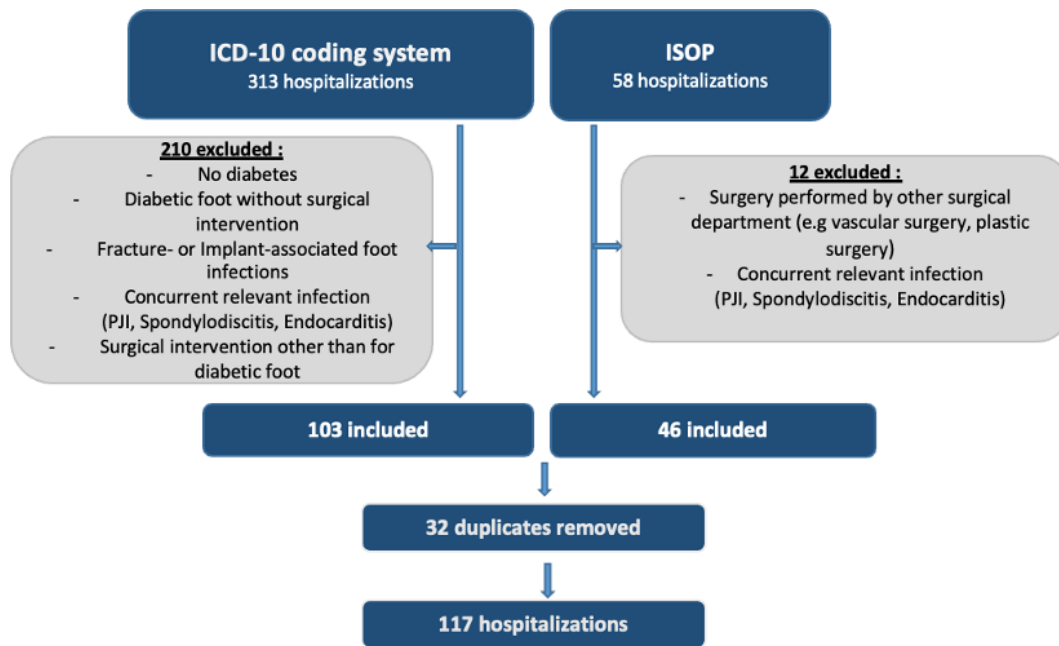 ICD-10 coding system
313 hospitalizations
ISOP
58 hospitalizations
210 excluded :
- No diabetes
- Diabetic foot without surgical
intervention
- Fracture- or Implant-associated foot
infections
- Concurrent relevant infection
(PJI, Spondylodiscitis, Endocarditis)
- Surgical intervention other than for
diabetic foot
12 excluded :
- Surgery performed by other surgical
department (e.g vascular surgery, plastic
surgery)
- Concurrent relevant infection
(PJI, Spondylodiscitis, Endocarditis)
103 included
46 included
32 duplicates removed
117 hospitalizations